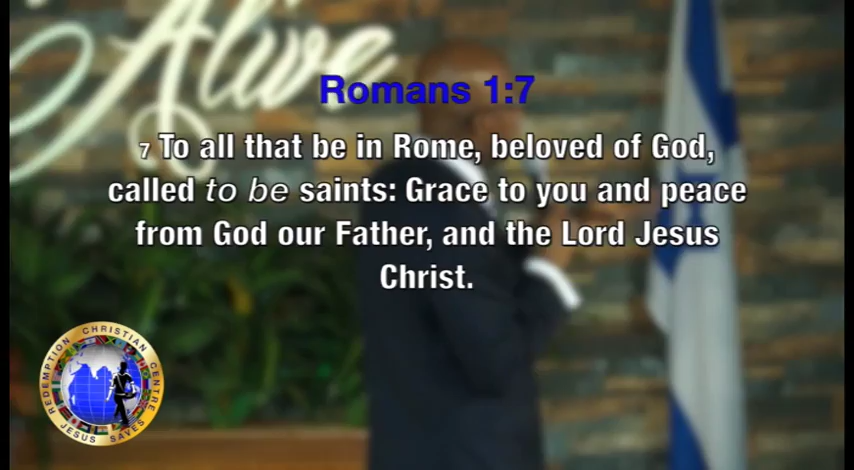 Alive
Romans 1:7
7 To all that be in Rome, beloved of God,
called to be saints: Grace to you and peace
from God our Father, and the Lord Jesus
Christ.
REDEMPTION CHRISTIAN CENTRE
JESUS SAVES